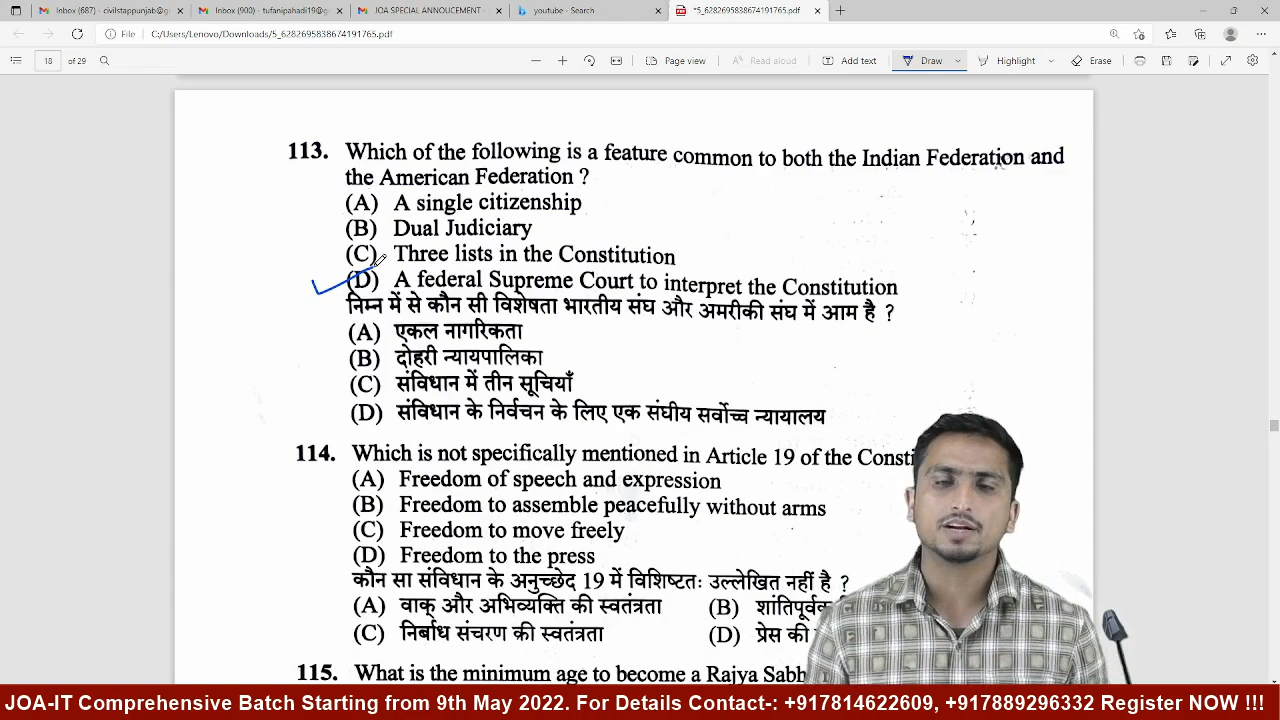 Inbox (940) - civilstappunjab@g
Inbox (900) - tufanipahadi19@g
JOA SPECIAL ANNOUCEMENT -
youtube - Search
*5_6282695838674191765.pdf
File C:/Users/Lenovo/Downloads/5_6282695838674191765.pdf
18 of 29 Page view Read aloud Add text Draw Highlight Erase
113. Which of the following is a feature common to both the Indian Federation and
the American Federation ?
(A) A single citizenship
(B) Dual Judiciary
(C) Three lists in the Constitution
(D) A federal Supreme Court to interpret the Constitution
निम्न में से कौन सी विशेषता भारतीय संघ और अमरीकी संघ में आम है ?
(A) एकल नागरिकता
(B) दोहरी न्यायपालिका
(C) संविधान में तीन सूचियाँ
(D) संविधान के निर्वचन के लिए एक संघीय सर्वोच्च न्यायालय
114. Which is not specifically mentioned in Article 19 of the Consti
(A) Freedom of speech and expression
(B) Freedom to assemble peacefully without arms
(C) Freedom to move freely
(D) Freedom to the press
कौन सा संविधान के अनुच्छेद 19 में विशिष्टतः उल्लेखित नहीं है ?
(A) वाक् और अभिव्यक्ति की स्वतंत्रता (B) शांतिपूर्वक
(C) निर्बाध संचरण की स्वतंत्रता (D) प्रेस की
115. What is the minimum age to become a Rajya Sabh
JOA-IT Comprehensive Batch Starting from 9th May 2022. For Details Contact-: +917814622609, +917889296332 Register NOW !!!